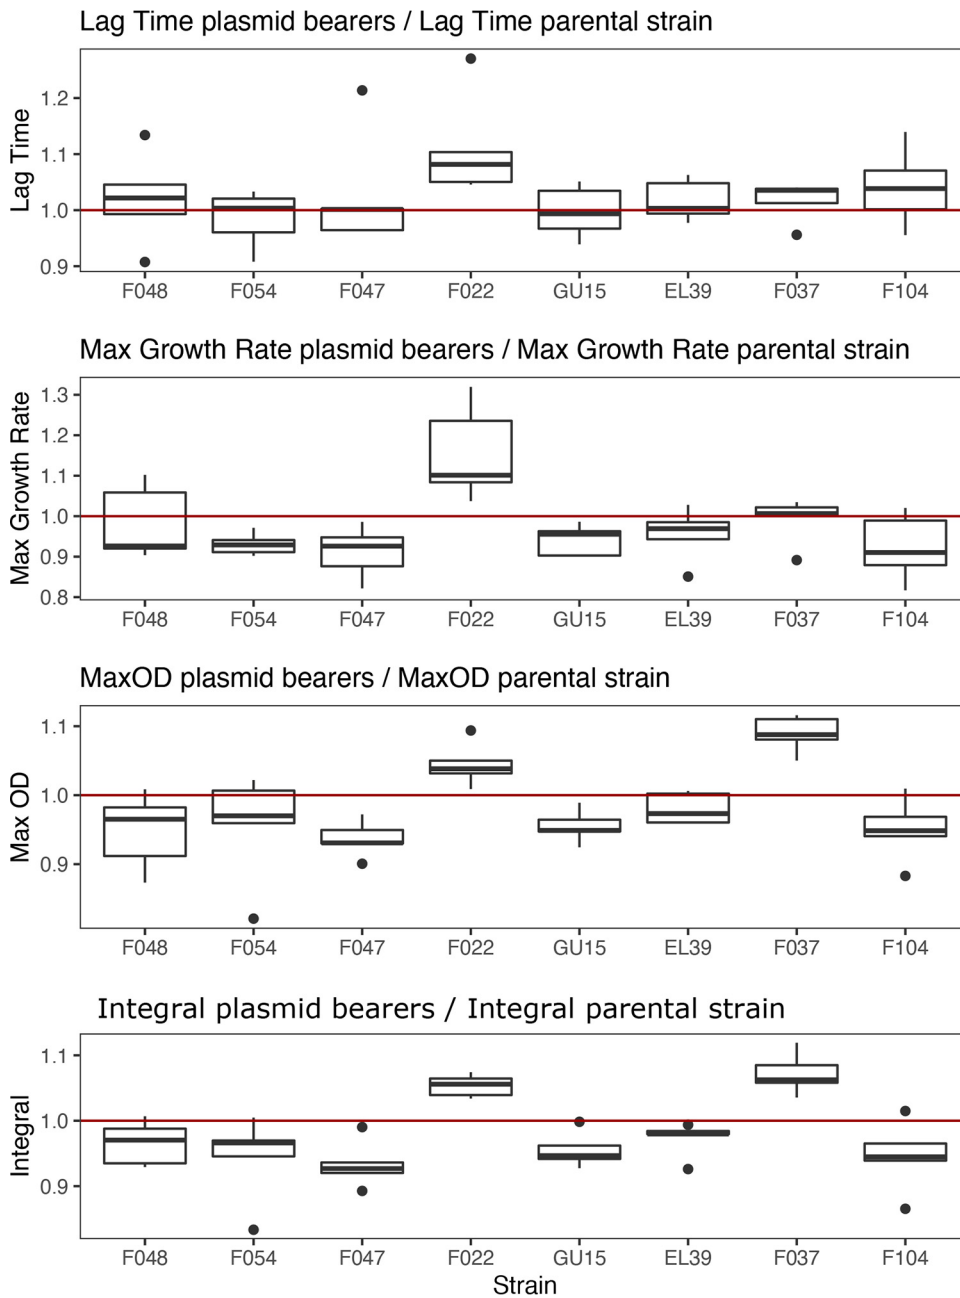 Lag Time plasmid bearers / Lag Time parental strain
Lag Time
1.2
1.1
1.0
0.9
F048 F054 F047 F022 GU15 EL39 F037 F104
Max Growth Rate plasmid bearers / Max Growth Rate parental strain
Max Growth Rate
1.3
1.2
1.1
1.0
0.9
0.8
F048 F054 F047 F022 GU15 EL39 F037 F104
MaxOD plasmid bearers / MaxOD parental strain
Max OD
1.1
1.0
0.9
F048 F054 F047 F022 GU15 EL39 F037 F104
Integral plasmid bearers / Integral parental strain
Integral
1.1
1.0
0.9
F048 F054 F047 F022 GU15 EL39 F037 F104
Strain